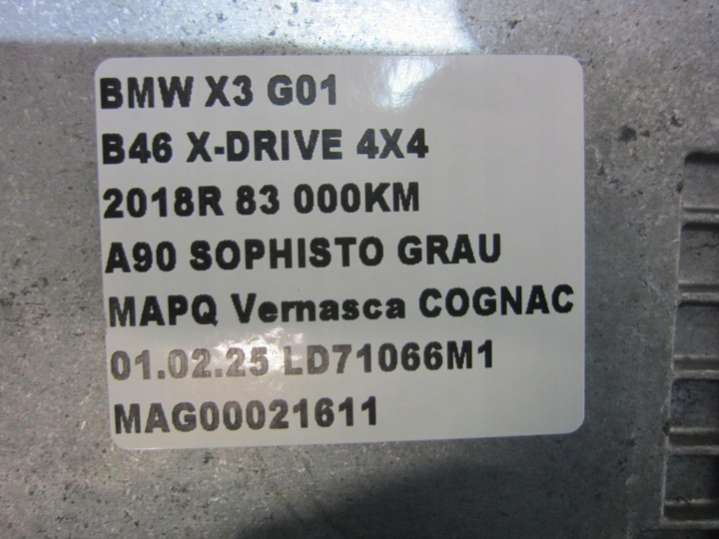 BMW X3 G01
B46 X-DRIVE 4X4
2018R 83 000KM
A90 SOPHISTO GRAU
MAPQ Vernasca COGNAC
01.02.25 LD71066M1
MAG00021611